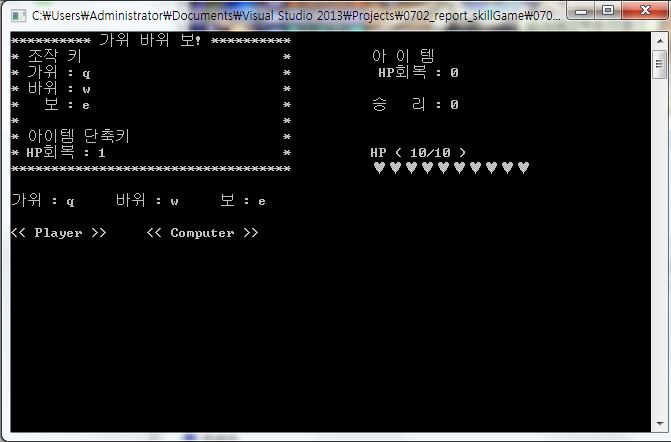 C:₩Users₩Administrator₩Documents₩Visual Studio 2013₩Projects₩0702_report_skillGame₩070...
********** 가위 바위 보! **********
* 조작 키 *
* 가위 : q *
* 바위 : w *
* 보 : e *
* *
* 아이템 단축키 *
* HP회복 : 1 *
***********************************
아 이 템
HP회복 : 0
승 리 : 0
HP ( 10/10 )
♥♥♥♥♥♥♥♥♥♥
가위 : q 바위 : w 보 : e
<< Player >> << Computer >>